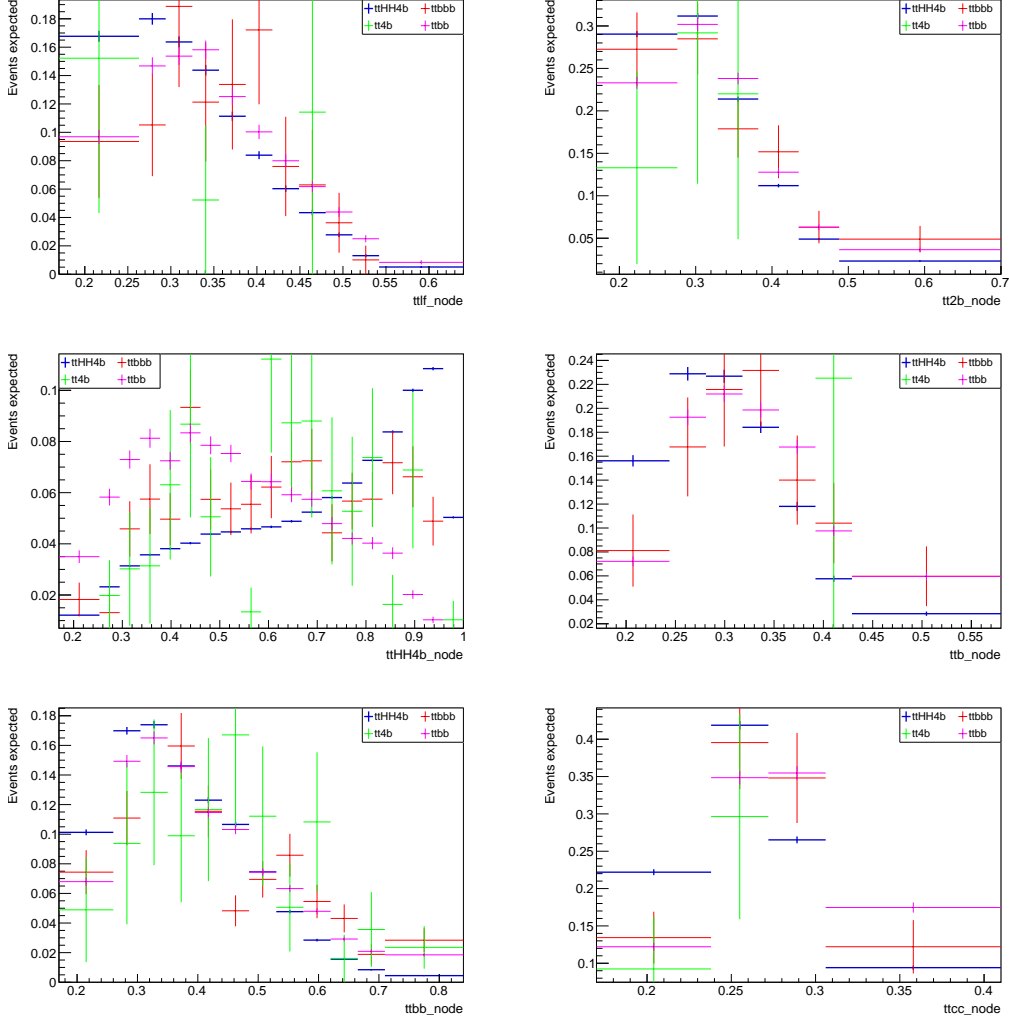 Events expected
0.18
0.16
0.14
0.12
0.1
0.08
0.06
0.04
0.02
0
0.2 0.25 0.3 0.35 0.4 0.45 0.5 0.55 0.6
ttlf_node
ttHH4b ttbbb
tt4b ttbb
Events expected
0.3
0.25
0.2
0.15
0.1
0.05
0.2 0.3 0.4 0.5 0.6 0.7
tt2b_node
ttHH4b ttbbb
tt4b ttbb
Events expected
0.1
0.08
0.06
0.04
0.02
0.2 0.3 0.4 0.5 0.6 0.7 0.8 0.9 1
ttHH4b_node
ttHH4b ttbbb
tt4b ttbb
Events expected
0.24
0.22
0.2
0.18
0.16
0.14
0.12
0.1
0.08
0.06
0.04
0.02
0.2 0.25 0.3 0.35 0.4 0.45 0.5 0.55
ttb_node
ttHH4b ttbbb
tt4b ttbb
Events expected
0.18
0.16
0.14
0.12
0.1
0.08
0.06
0.04
0.02
0
0.2 0.3 0.4 0.5 0.6 0.7 0.8
ttbb_node
ttHH4b ttbbb
tt4b ttbb
Events expected
0.4
0.35
0.3
0.25
0.2
0.15
0.1
0.2 0.25 0.3 0.35 0.4
ttcc_node
ttHH4b ttbbb
tt4b ttbb